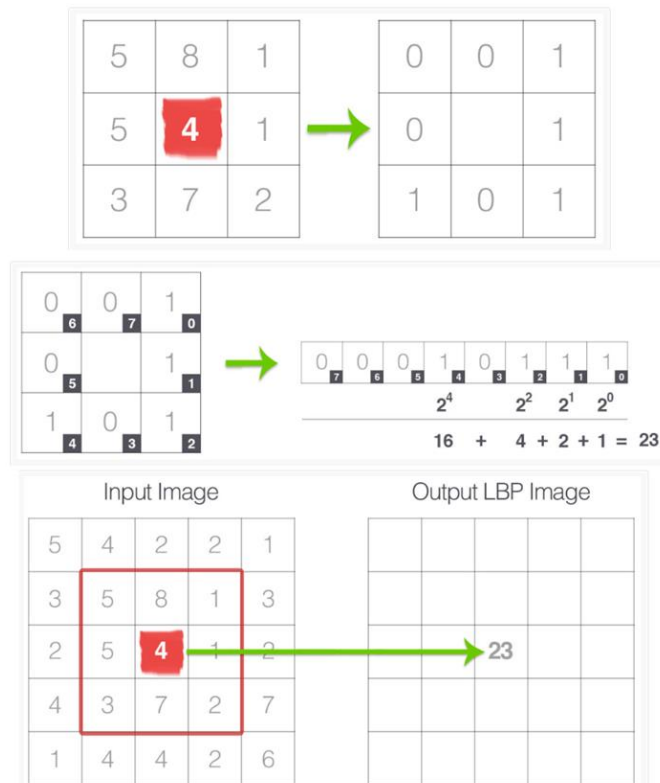 5 8 1 0 0 1
5 4 1 0 1
3 7 2 1 0 1
0 6 0 7 1 0
0 5 1 1
1 4 0 3 1 2
0 7 0 6 0 5 1 4 0 3 1 2 1 1 1 0
2⁴ 2² 2¹ 2⁰
16 + 4 + 2 + 1 = 23
Input Image Output LBP Image
5 4 2 2 1
3 5 8 1 3
2 5 4 1 2 23
4 3 7 2 7
1 4 4 2 6